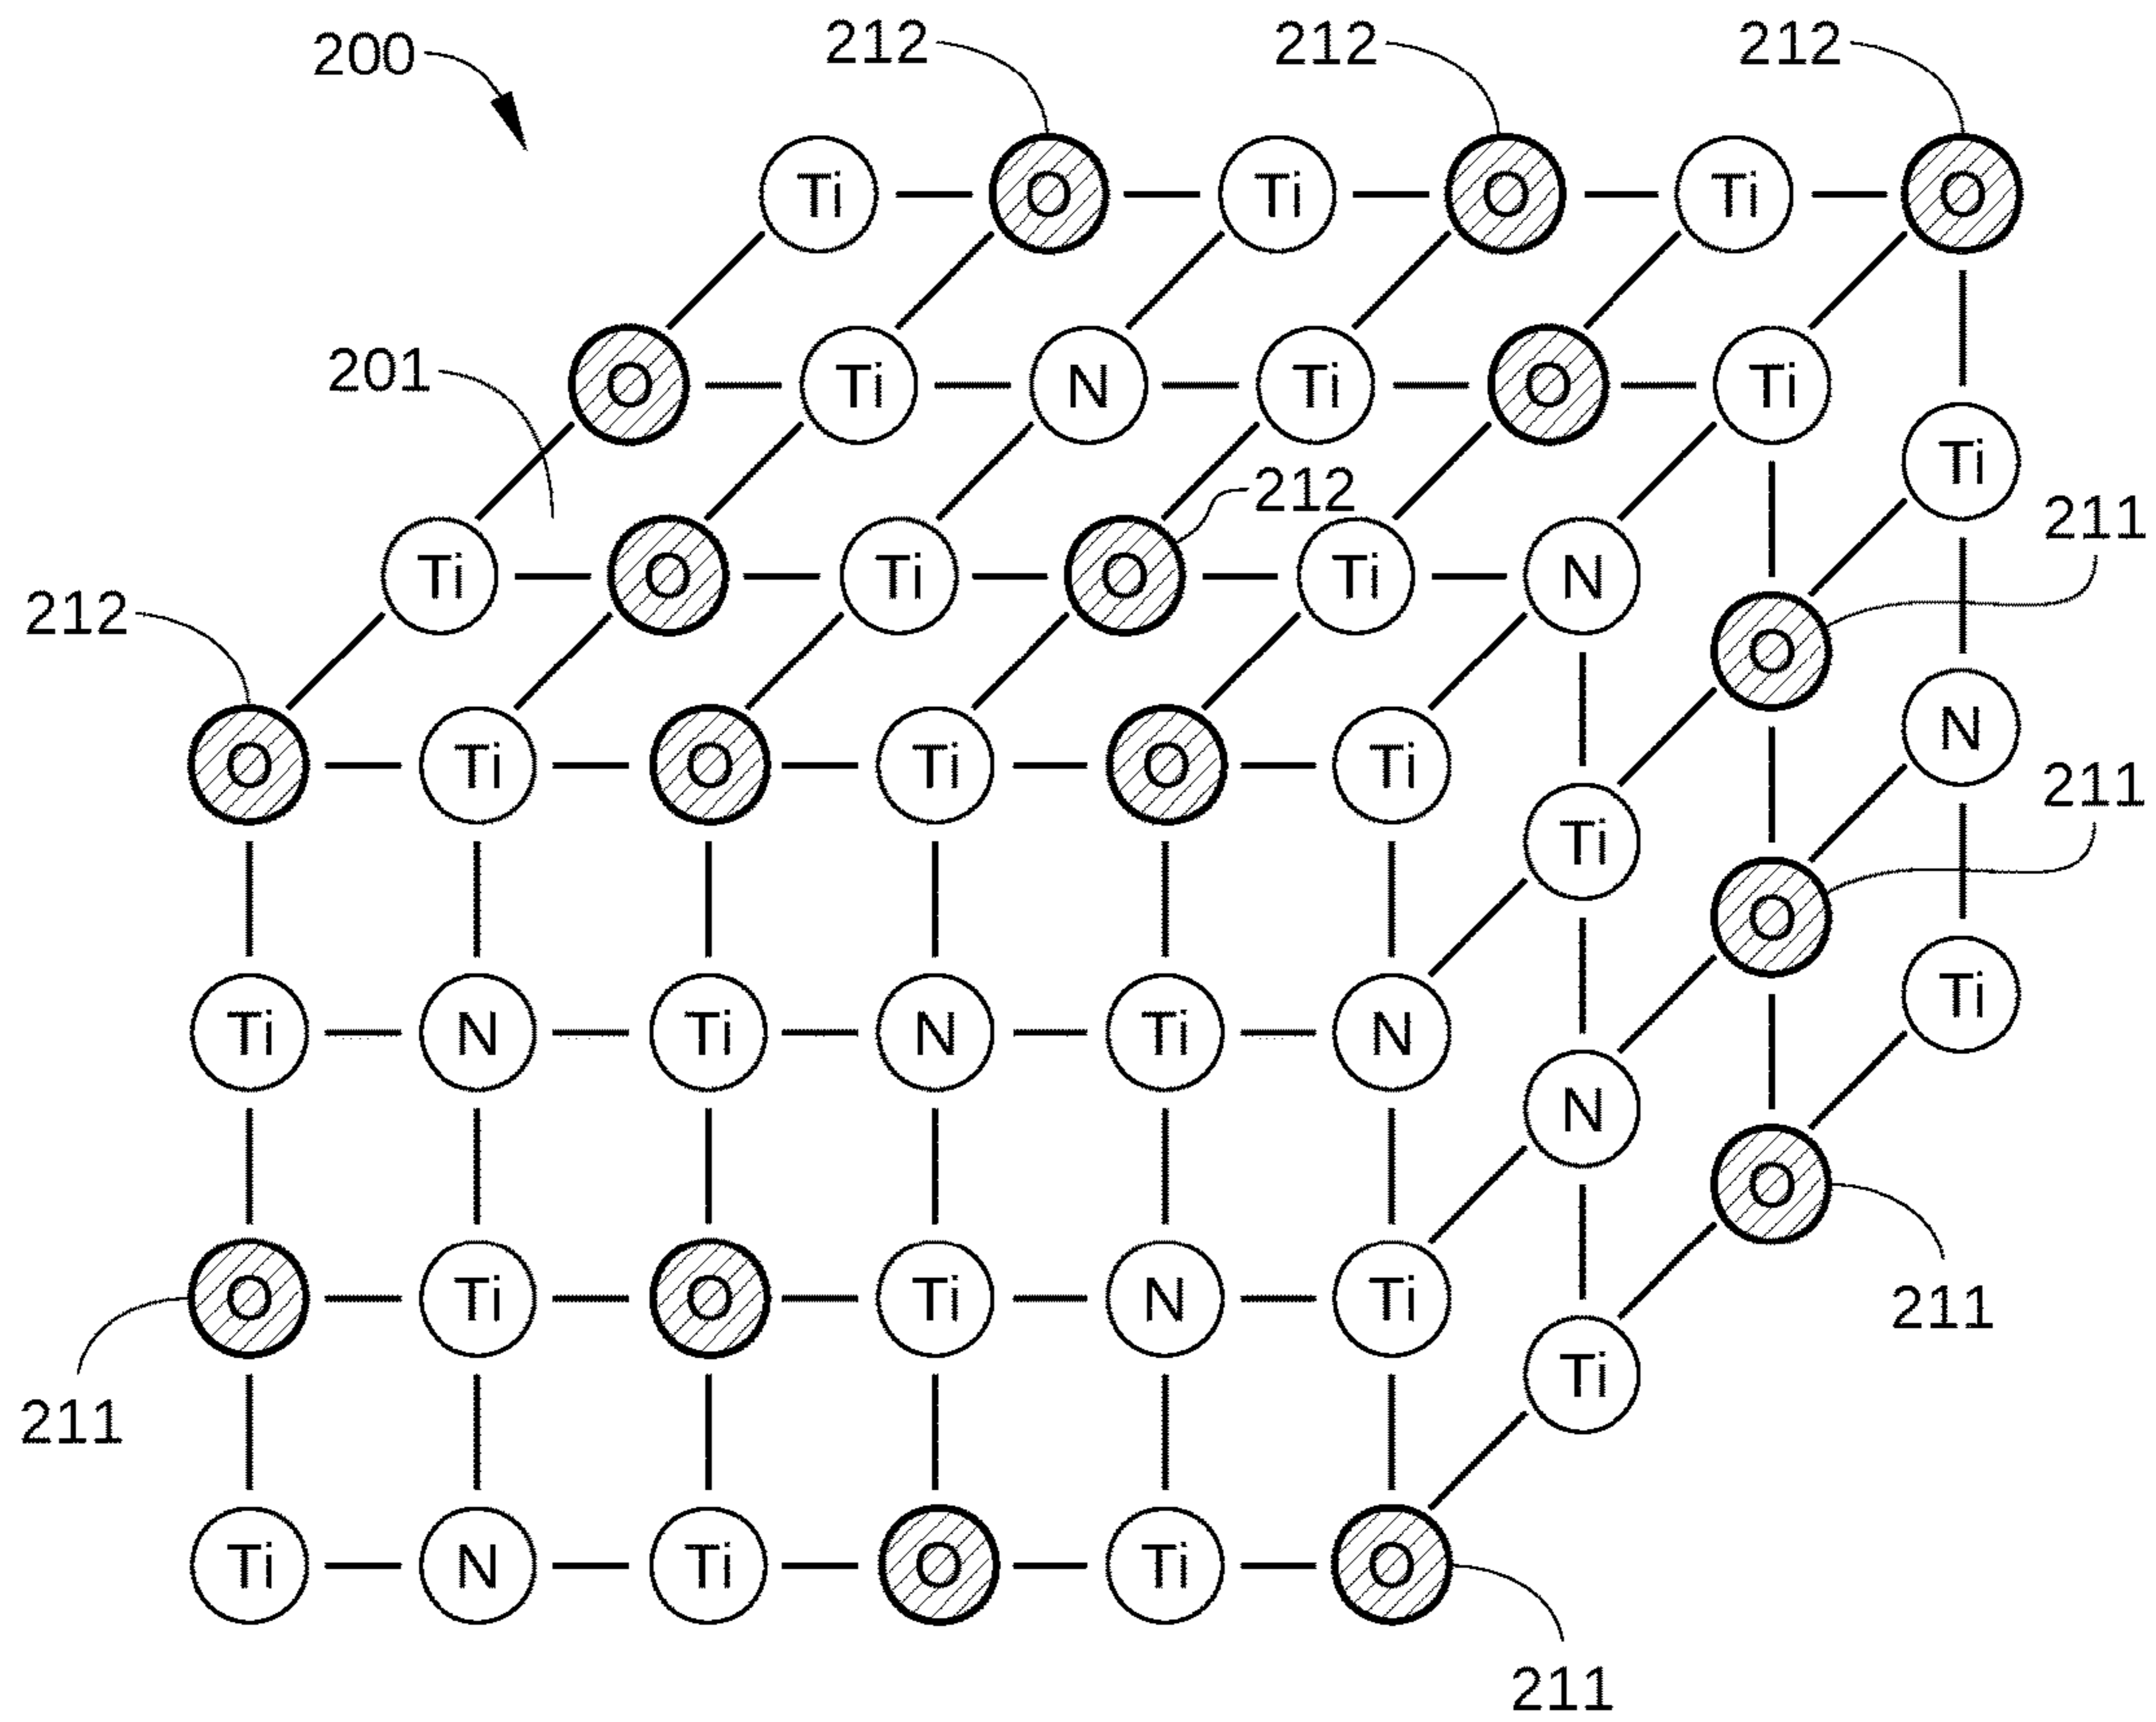 200 212 212 212
Ti O Ti O Ti O
201 O Ti N Ti O Ti
Ti
212
211
Ti O Ti O Ti N
212
O
211
O Ti O Ti O Ti
N
Ti
O
Ti
Ti N Ti N Ti N
N
O
211
O Ti O Ti N Ti
Ti
211
Ti N Ti O Ti O
211